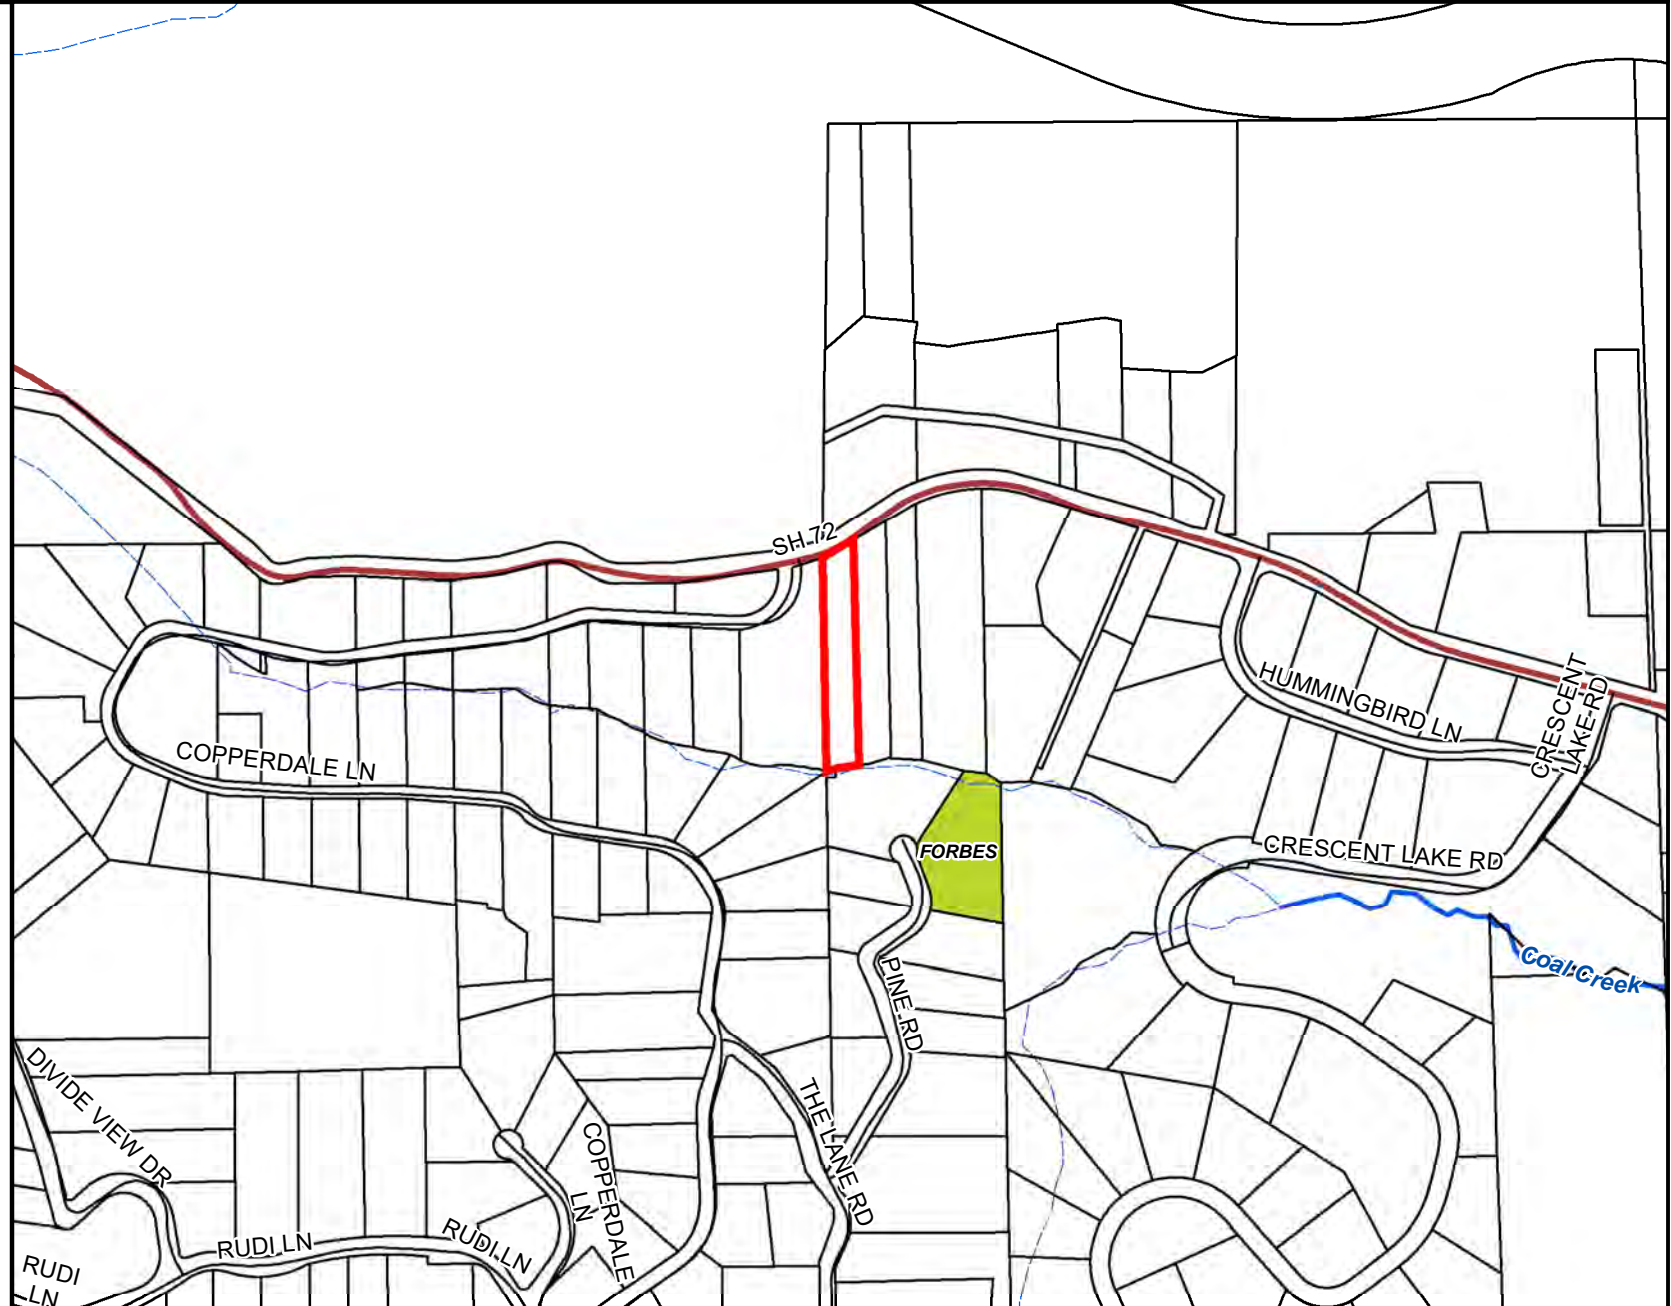 SH 72
HUMMINGBIRD LN
CRESCENT
LAKE RD
COPPERDALE LN
FORBES
CRESCENT LAKE RD
Coal Creek
PINE RD
DIVIDE VIEW DR
THE LANE RD
COPPERDALE
LN
RUDI LN
RUDI LN
RUDI
LN